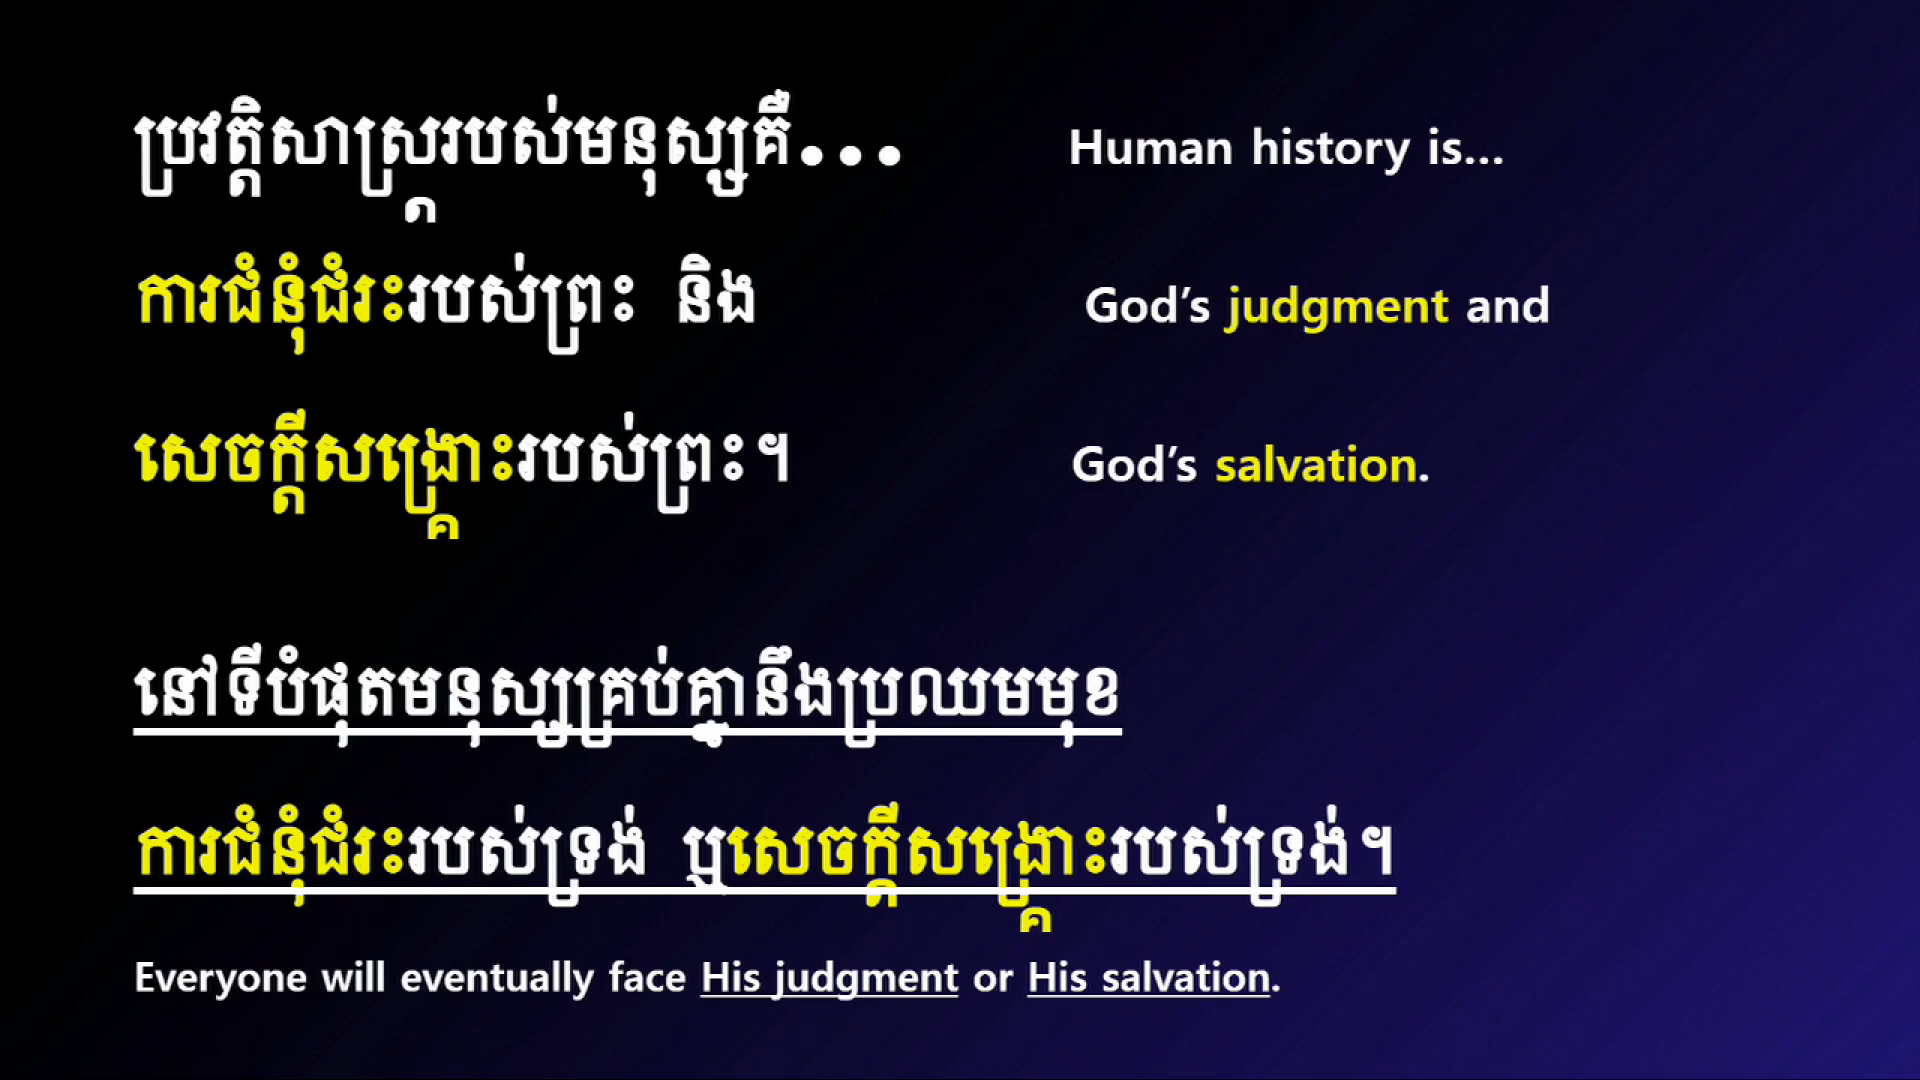 ប្រវត្តិសាស្ត្ររបស់មនុស្សគឺ... Human history is...
ការជំនុំជំរះរបស់ព្រះ និង God’s judgment and
សេចក្តីសង្គ្រោះរបស់ព្រះ។ God’s salvation.
នៅទីបំផុតមនុស្សគ្រប់គ្នានឹងប្រឈមមុខ
ការជំនុំជំរះរបស់ទ្រង់ ឬសេចក្តីសង្គ្រោះរបស់ទ្រង់។
Everyone will eventually face His judgment or His salvation.